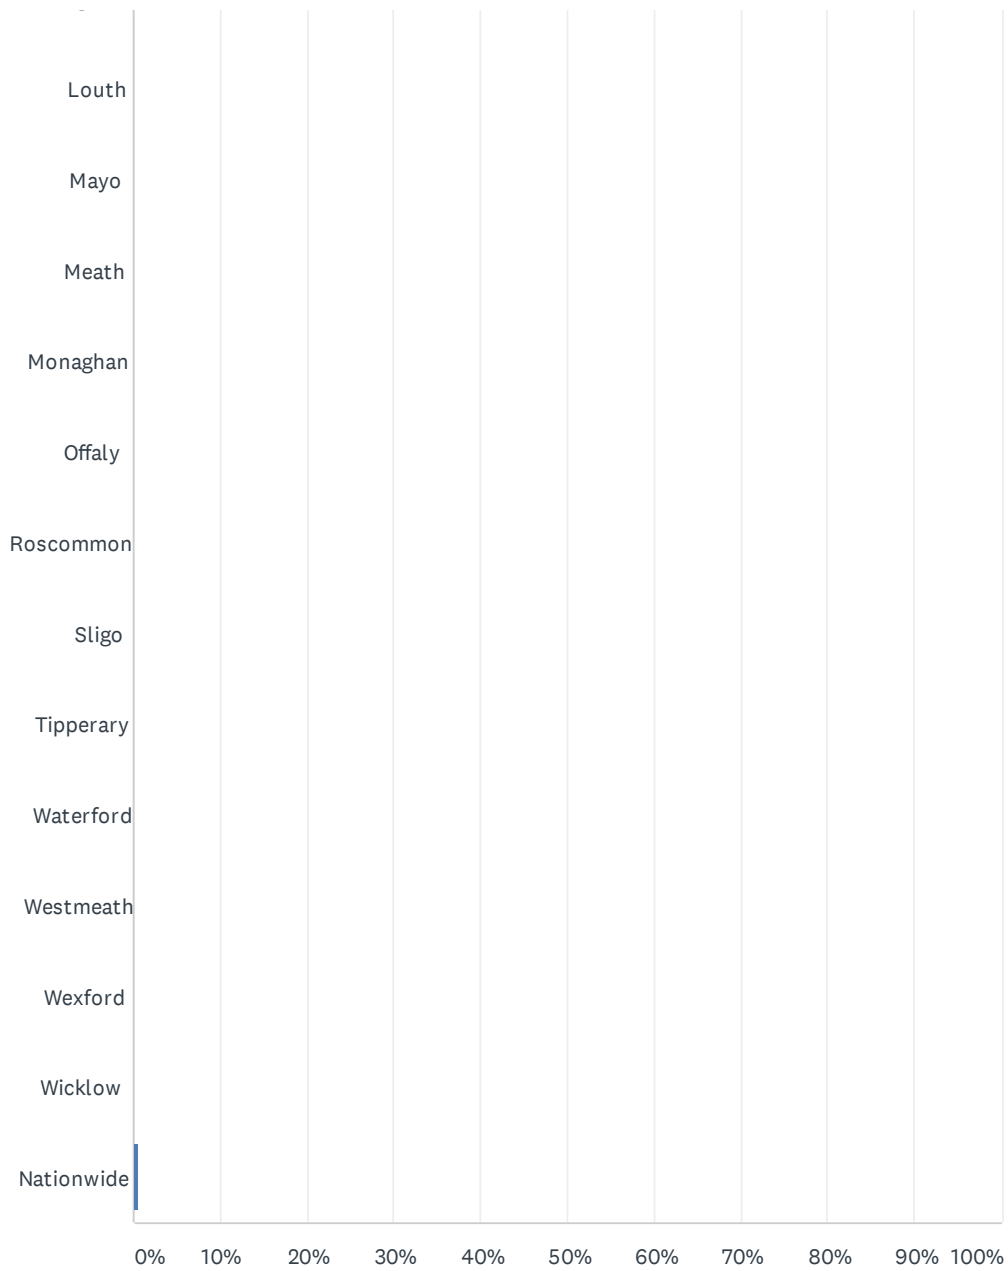 Louth
Mayo
Meath
Monaghan
Offaly
Roscommon
Sligo
Tipperary
Waterford
Westmeath
Wexford
Wicklow
Nationwide
0% 10% 20% 30% 40% 50% 60% 70% 80% 90% 100%